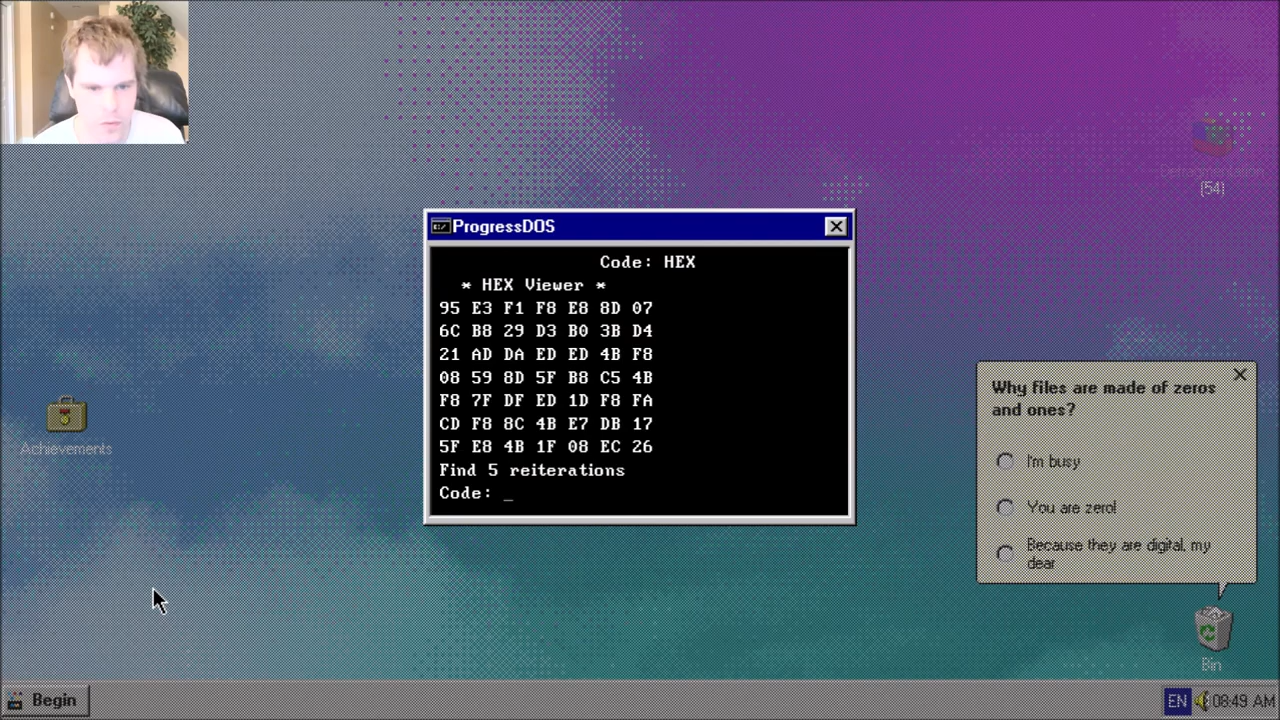 Defragmentation
(54)
ProgressDOS
Code: HEX
* HEX Viewer *
95 E3 F1 F8 E8 8D 07
6C B8 29 D3 B0 3B D4
21 AD DA ED ED 4B F8
08 59 8D 5F B8 C5 4B
F8 7F DF ED 1D F8 FA
CD F8 8C 4B E7 DB 17
5F E8 4B 1F 08 EC 26
Find 5 reiterations
Code: _
Why files are made of zeros
and ones?
I'm busy
You are zero!
Because they are digital, my
dear
Achievements
Bin
Begin
EN
08:49 AM